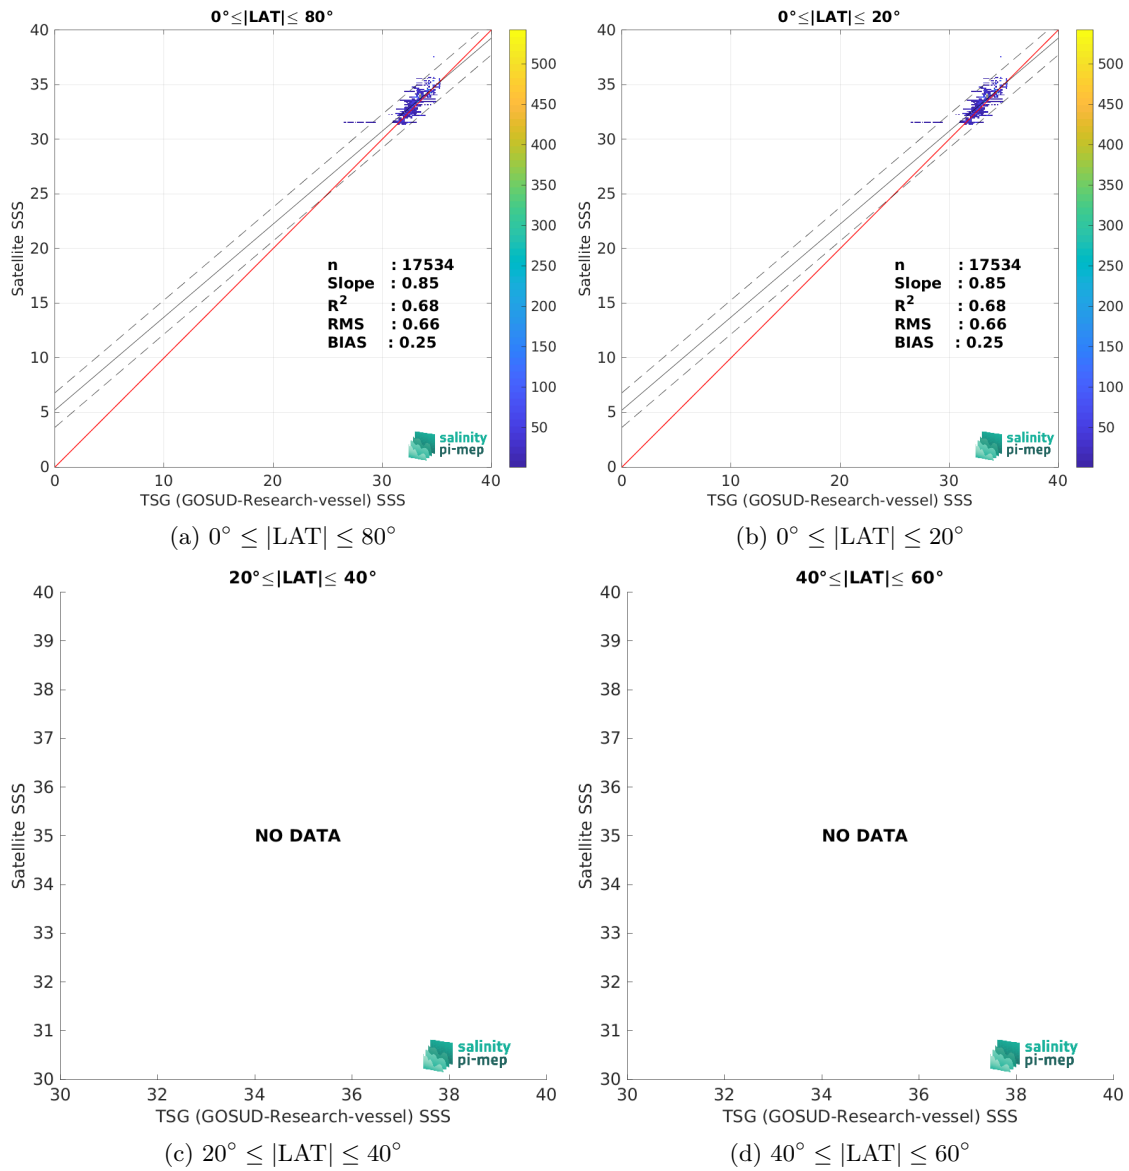 0°≤|LAT|≤ 80°
40
35
30
25
20
15
10
5
0
Satellite SSS
n : 17534
Slope : 0.85
R² : 0.68
RMS : 0.66
BIAS : 0.25
salinity
pi-mep
0 10 20 30 40
TSG (GOSUD-Research-vessel) SSS
500
450
400
350
300
250
200
150
100
50
(a) 0° ≤ |LAT| ≤ 80°
0°≤|LAT|≤ 20°
40
35
30
25
20
15
10
5
0
Satellite SSS
n : 17534
Slope : 0.85
R² : 0.68
RMS : 0.66
BIAS : 0.25
salinity
pi-mep
0 10 20 30 40
TSG (GOSUD-Research-vessel) SSS
500
450
400
350
300
250
200
150
100
50
(b) 0° ≤ |LAT| ≤ 20°
20°≤|LAT|≤ 40°
40
39
38
37
36
35
34
33
32
31
30
Satellite SSS
NO DATA
salinity
pi-mep
30 32 34 36 38 40
TSG (GOSUD-Research-vessel) SSS
(c) 20° ≤ |LAT| ≤ 40°
40°≤|LAT|≤ 60°
40
39
38
37
36
35
34
33
32
31
30
Satellite SSS
NO DATA
salinity
pi-mep
30 32 34 36 38 40
TSG (GOSUD-Research-vessel) SSS
(d) 40° ≤ |LAT| ≤ 60°